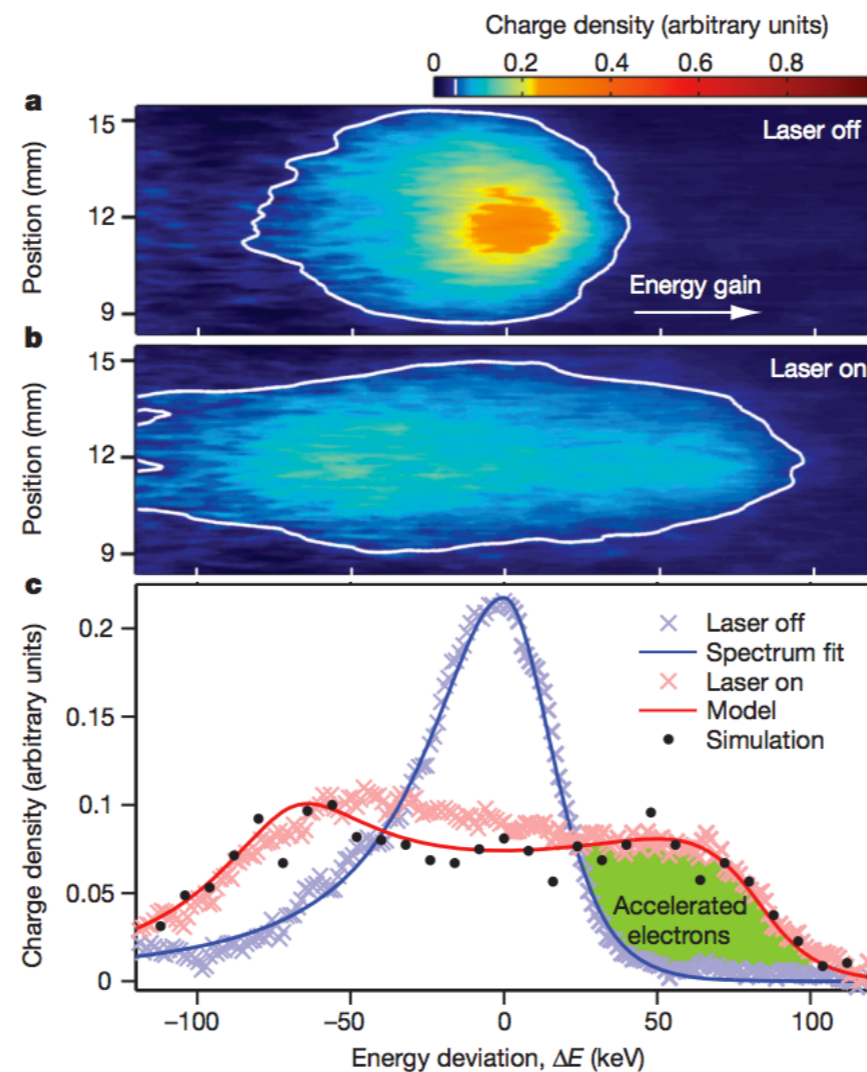 Charge density (arbitrary units)
0 0.2 0.4 0.6 0.8
a
Laser off
15
12
9
Position (mm)
Energy gain
b
Laser on
15
12
9
Position (mm)
c
Laser off
Spectrum fit
Laser on
Model
Simulation
0.2
0.15
0.1
0.05
0
Charge density (arbitrary units)
Accelerated
electrons
−100 −50 0 50 100
Energy deviation, ΔE (keV)